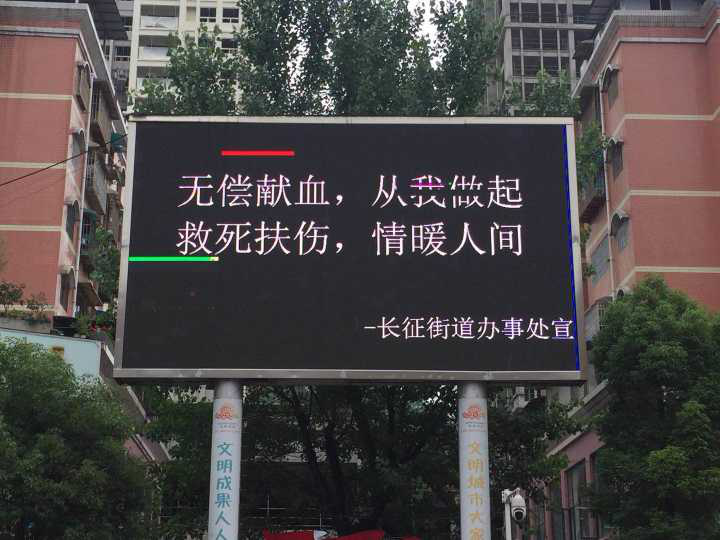 无偿献血，从我做起
救死扶伤，情暖人间
-长征街道办事处宣
文明成果人人
文明城市大家